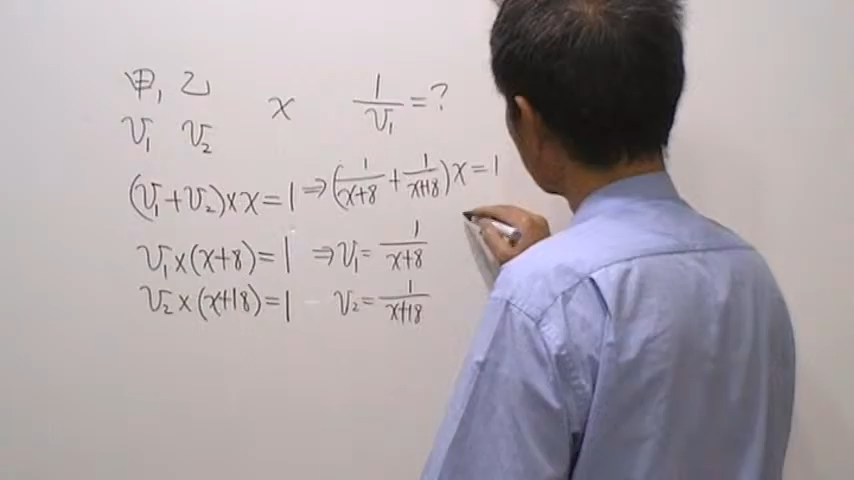 甲, 乙
V₁ V₂ x 1/V₁ = ?
(V₁+V₂)×x=1 ⇒ (1/(x+8) + 1/(x+18))x=1
V₁×(x+8)=1 ⇒ V₁= 1/(x+8)
V₂×(x+18)=1 V₂= 1/(x+18)